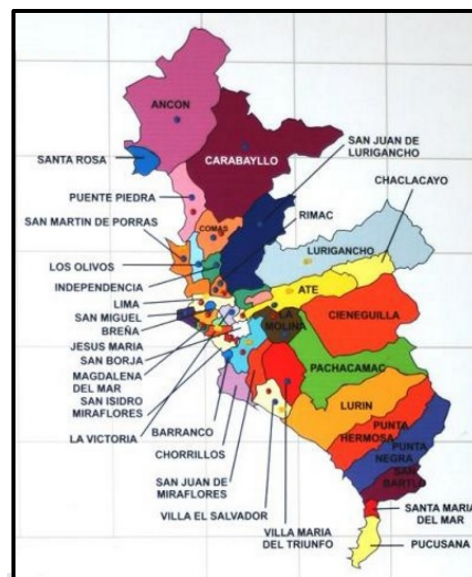 ANCON
SANTA ROSA
CARABAYLLO
SAN JUAN DE
LURIGANCHO
PUENTE PIEDRA
CHACLACAYO
SAN MARTIN DE PORRAS
COMAS
RIMAC
LURIGANCHO
LOS OLIVOS
INDEPENDENCIA
ATE
LIMA
SAN MIGUEL
LA
MOLINA
CIENEGUILLA
BREÑA
JESUS MARIA
SAN BORJA
PACHACAMAC
MAGDALENA
DEL MAR
SAN ISIDRO
MIRAFLORES
LURIN
LA VICTORIA
BARRANCO
CHORRILLOS
PUNTA
HERMOSA
PUNTA
NEGRA
SAN
BARTLO
SAN JUAN DE
MIRAFLORES
VILLA EL SALVADOR
VILLA MARIA
DEL TRIUNFO
SANTA MARIA
DEL MAR
PUCUSANA